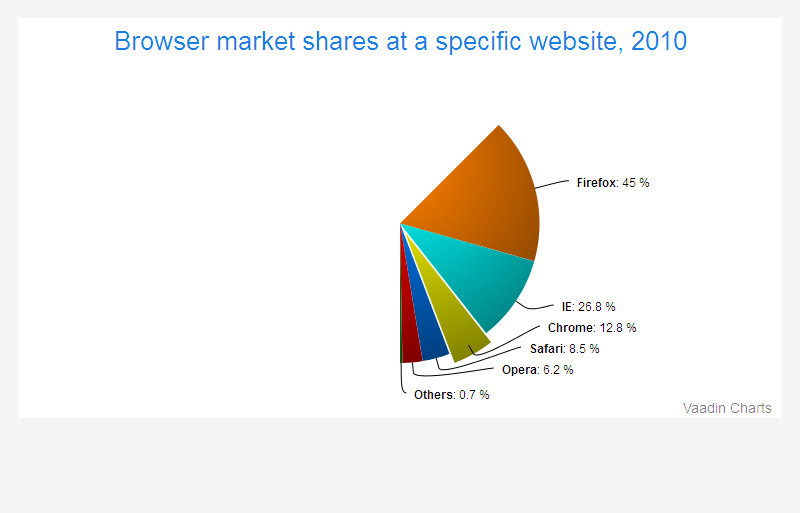 Browser market shares at a specific website, 2010
Firefox: 45 %
IE: 26.8 %
Chrome: 12.8 %
Safari: 8.5 %
Opera: 6.2 %
Others: 0.7 %
Vaadin Charts